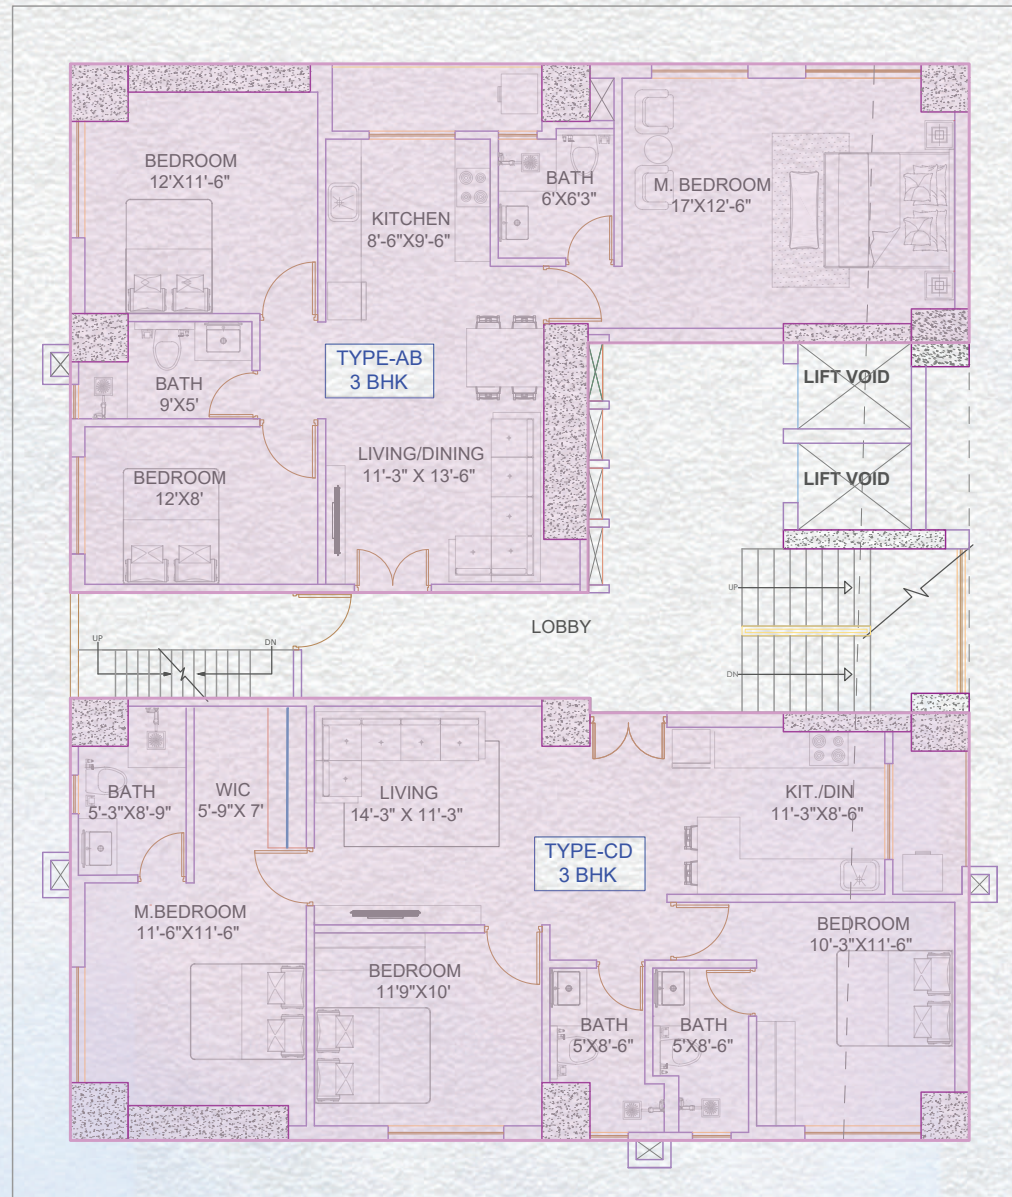 BEDROOM
12'X11'-6"
KITCHEN
8'-6"X9'-6"
BATH
6'X6'3"
M. BEDROOM
17'X12'-6"
TYPE-AB
3 BHK
BATH
9'X5'
LIFT VOID
LIVING/DINING
11'-3" X 13'-6"
BEDROOM
12'X8'
LIFT VOID
UP
LOBBY
UP
DN
DN
BATH
5'-3"X8'-9"
WIC
5'-9"X 7'
LIVING
14'-3" X 11'-3"
KIT./DIN
11'-3"X8'-6"
TYPE-CD
3 BHK
M.BEDROOM
11'-6"X11'-6"
BEDROOM
10'-3"X11'-6"
BEDROOM
11'9"X10'
BATH
5'X8'-6"
BATH
5'X8'-6"